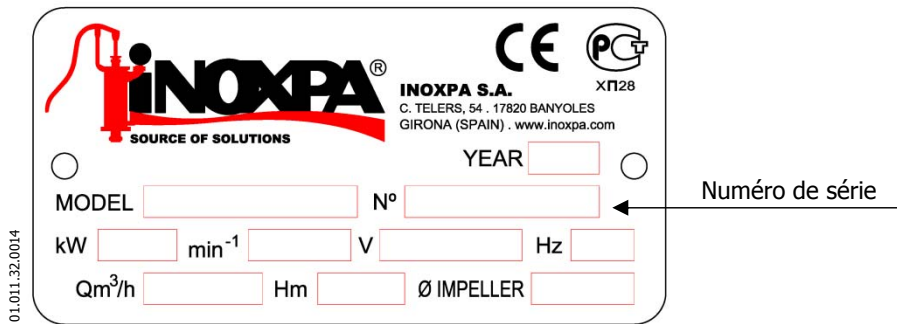 iNOXPA®
SOURCE OF SOLUTIONS
CE
PCT
ХП28
INOXPA S.A.
C. TELERS, 54 . 17820 BANYOLES
GIRONA (SPAIN) . www.inoxpa.com
YEAR
MODEL Nº
Numéro de série
kW min⁻¹ V Hz
Qm³/h Hm Ø IMPELLER
01.011.32.0014